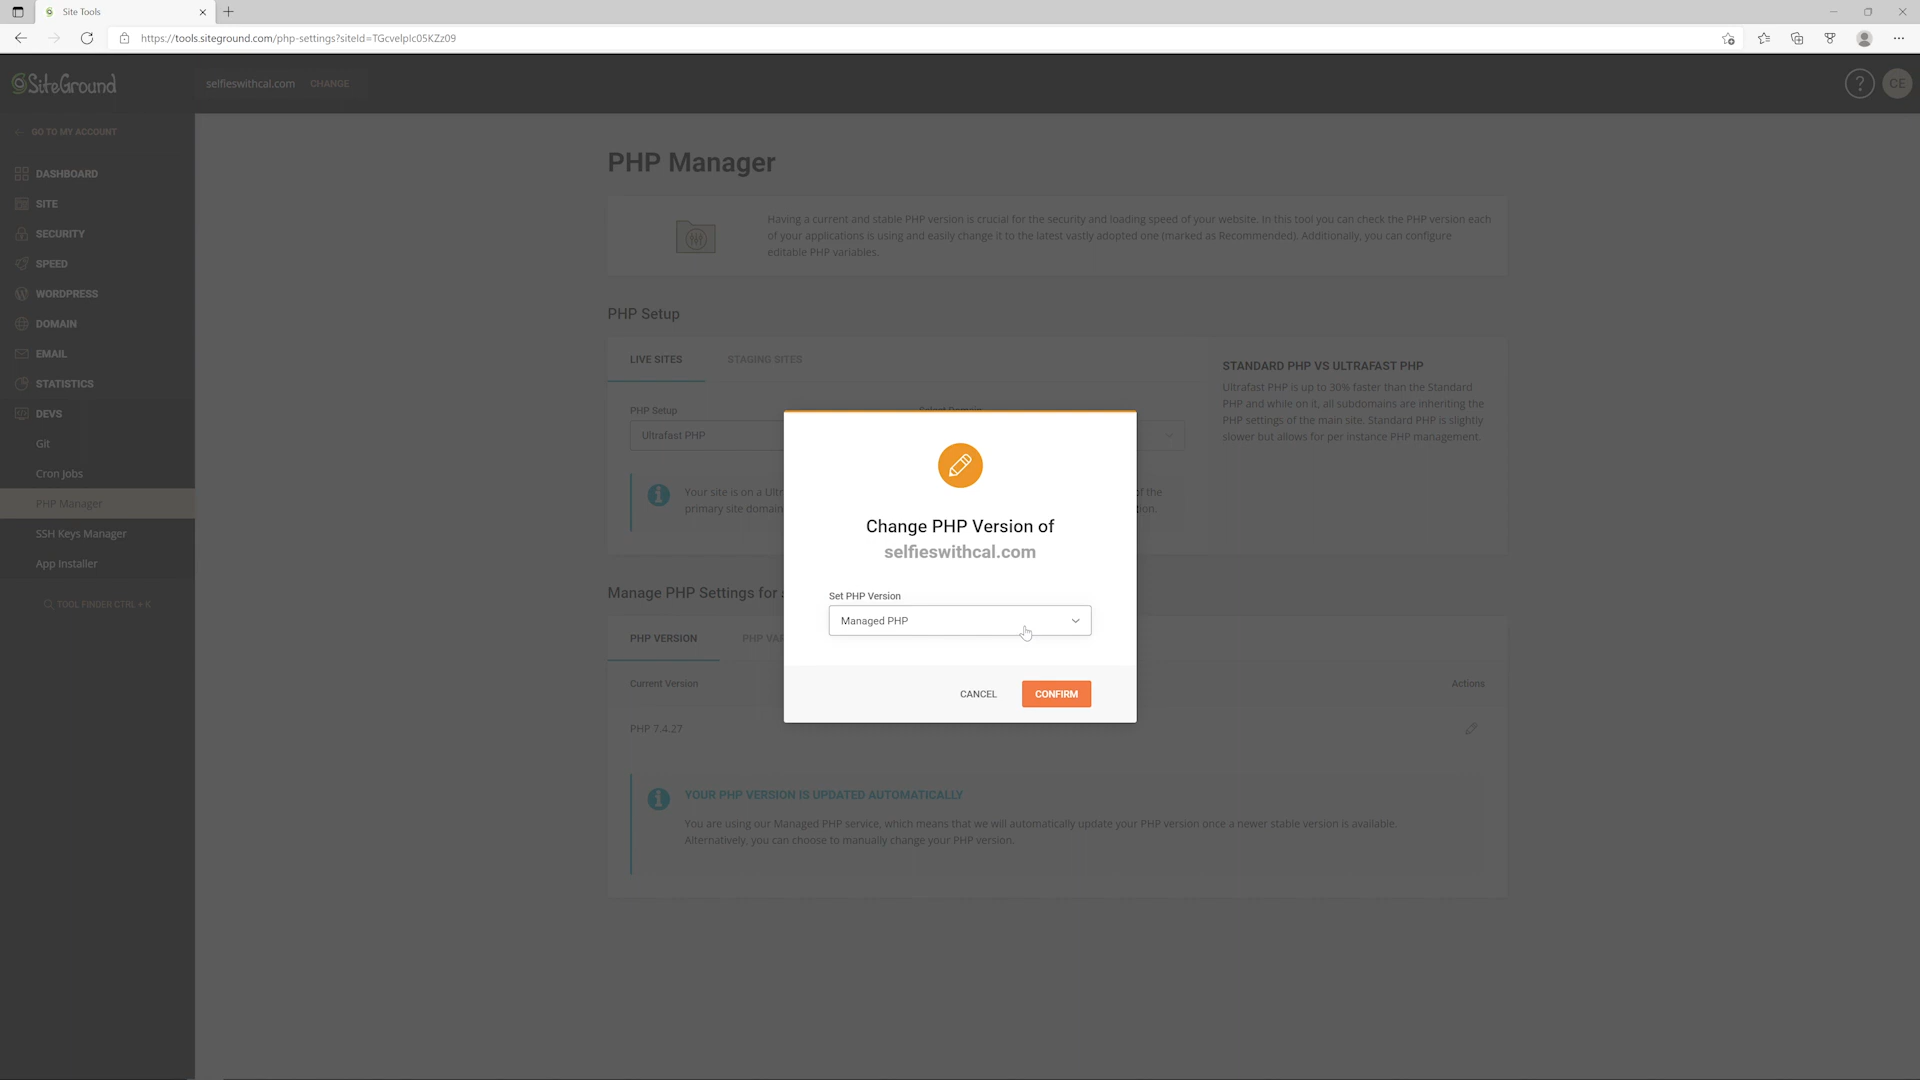 Site Tools
https://tools.siteground.com/php-settings?siteId=TGcvelplc05KZz09
SiteGround
selfieswithcal.com CHANGE
? CE
GO TO MY ACCOUNT
DASHBOARD
SITE
SECURITY
SPEED
WORDPRESS
DOMAIN
EMAIL
STATISTICS
DEVS
Git
Cron Jobs
PHP Manager
SSH Keys Manager
App Installer
TOOL FINDER CTRL + K
PHP Manager
Having a current and stable PHP version is crucial for the security and loading speed of your website. In this tool you can check the PHP version each
of your applications is using and easily change it to the latest vastly adopted one (marked as Recommended). Additionally, you can configure
editable PHP variables.
PHP Setup
LIVE SITES STAGING SITES
PHP Setup
Ultrafast PHP
Your site is on a Ultr
primary site domain
f the
STANDARD PHP VS ULTRAFAST PHP
Ultrafast PHP is up to 30% faster than the Standard
PHP and while on it, all subdomains are inheriting the
PHP settings of the main site. Standard PHP is slightly
slower but allows for per instance PHP management.
Change PHP Version of
selfieswithcal.com
Set PHP Version
Managed PHP
CANCEL CONFIRM
Manage PHP Settings for
PHP VERSION PHP VAR
Current Version Actions
PHP 7.4.27
YOUR PHP VERSION IS UPDATED AUTOMATICALLY
You are using our Managed PHP service, which means that we will automatically update your PHP version once a newer stable version is available.
Alternatively, you can choose to manually change your PHP version.